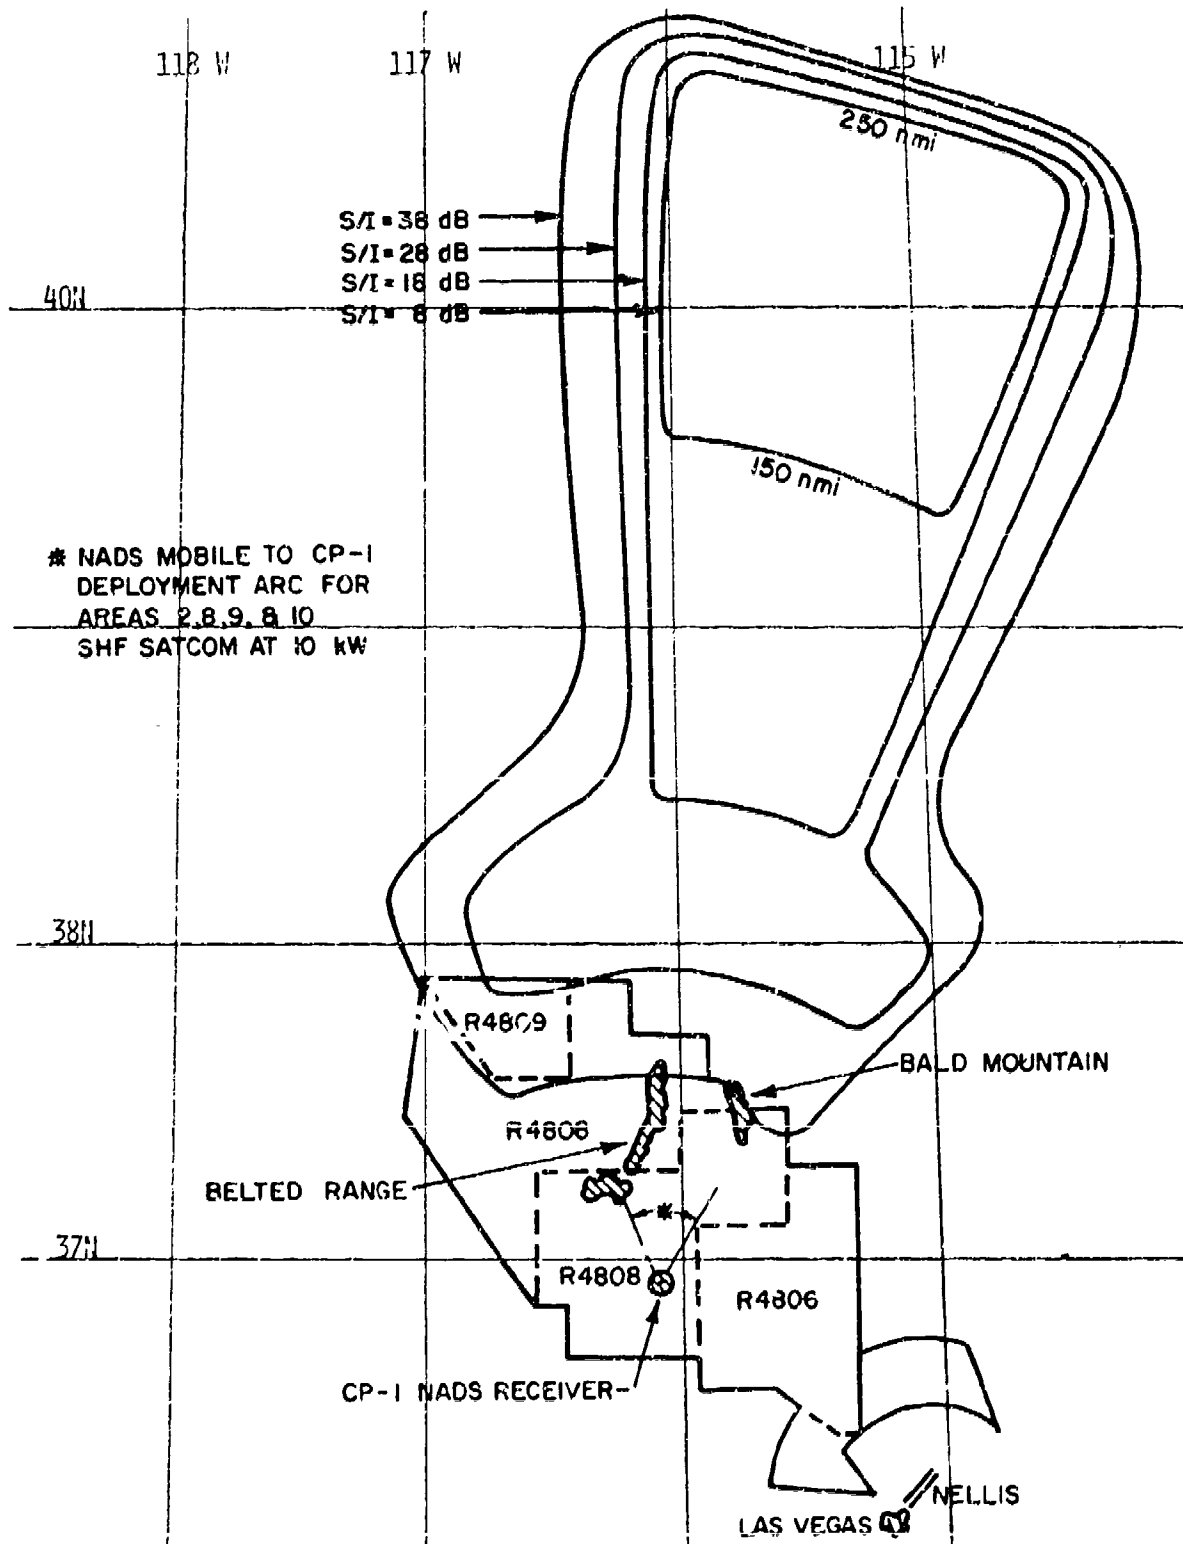 118 W
117 W
115 W
250 nmi
S/I = 38 dB
S/I = 28 dB
S/I = 18 dB
S/I = 8 dB
40N
150 nmi
* NADS MOBILE TO CP-1
DEPLOYMENT ARC FOR
AREAS 2,8,9, & 10
SHF SATCOM AT 10 kW
38N
R4809
BALD MOUNTAIN
R4806
BELTED RANGE
*
37N
R4808
R4806
CP-1 NADS RECEIVER
NELLIS
LAS VEGAS